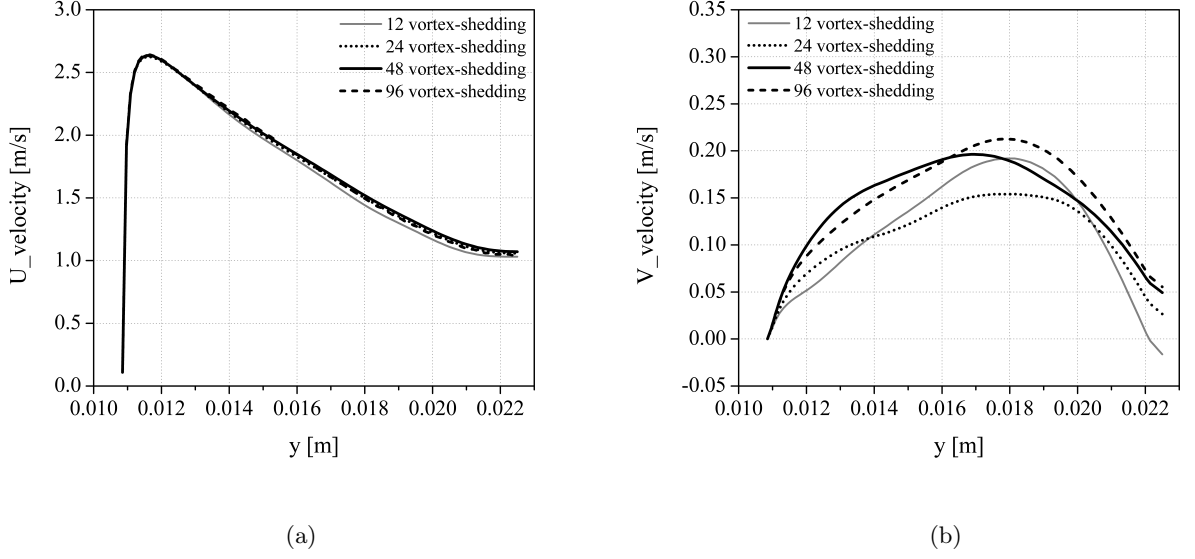 12 vortex-shedding
24 vortex-shedding
48 vortex-shedding
96 vortex-shedding
3.0
2.5
2.0
1.5
1.0
0.5
0.0
U_velocity [m/s]
0.010 0.012 0.014 0.016 0.018 0.020 0.022
y [m]
(a)
12 vortex-shedding
24 vortex-shedding
48 vortex-shedding
96 vortex-shedding
0.35
0.30
0.25
0.20
0.15
0.10
0.05
0.00
-0.05
V_velocity [m/s]
0.010 0.012 0.014 0.016 0.018 0.020 0.022
y [m]
(b)